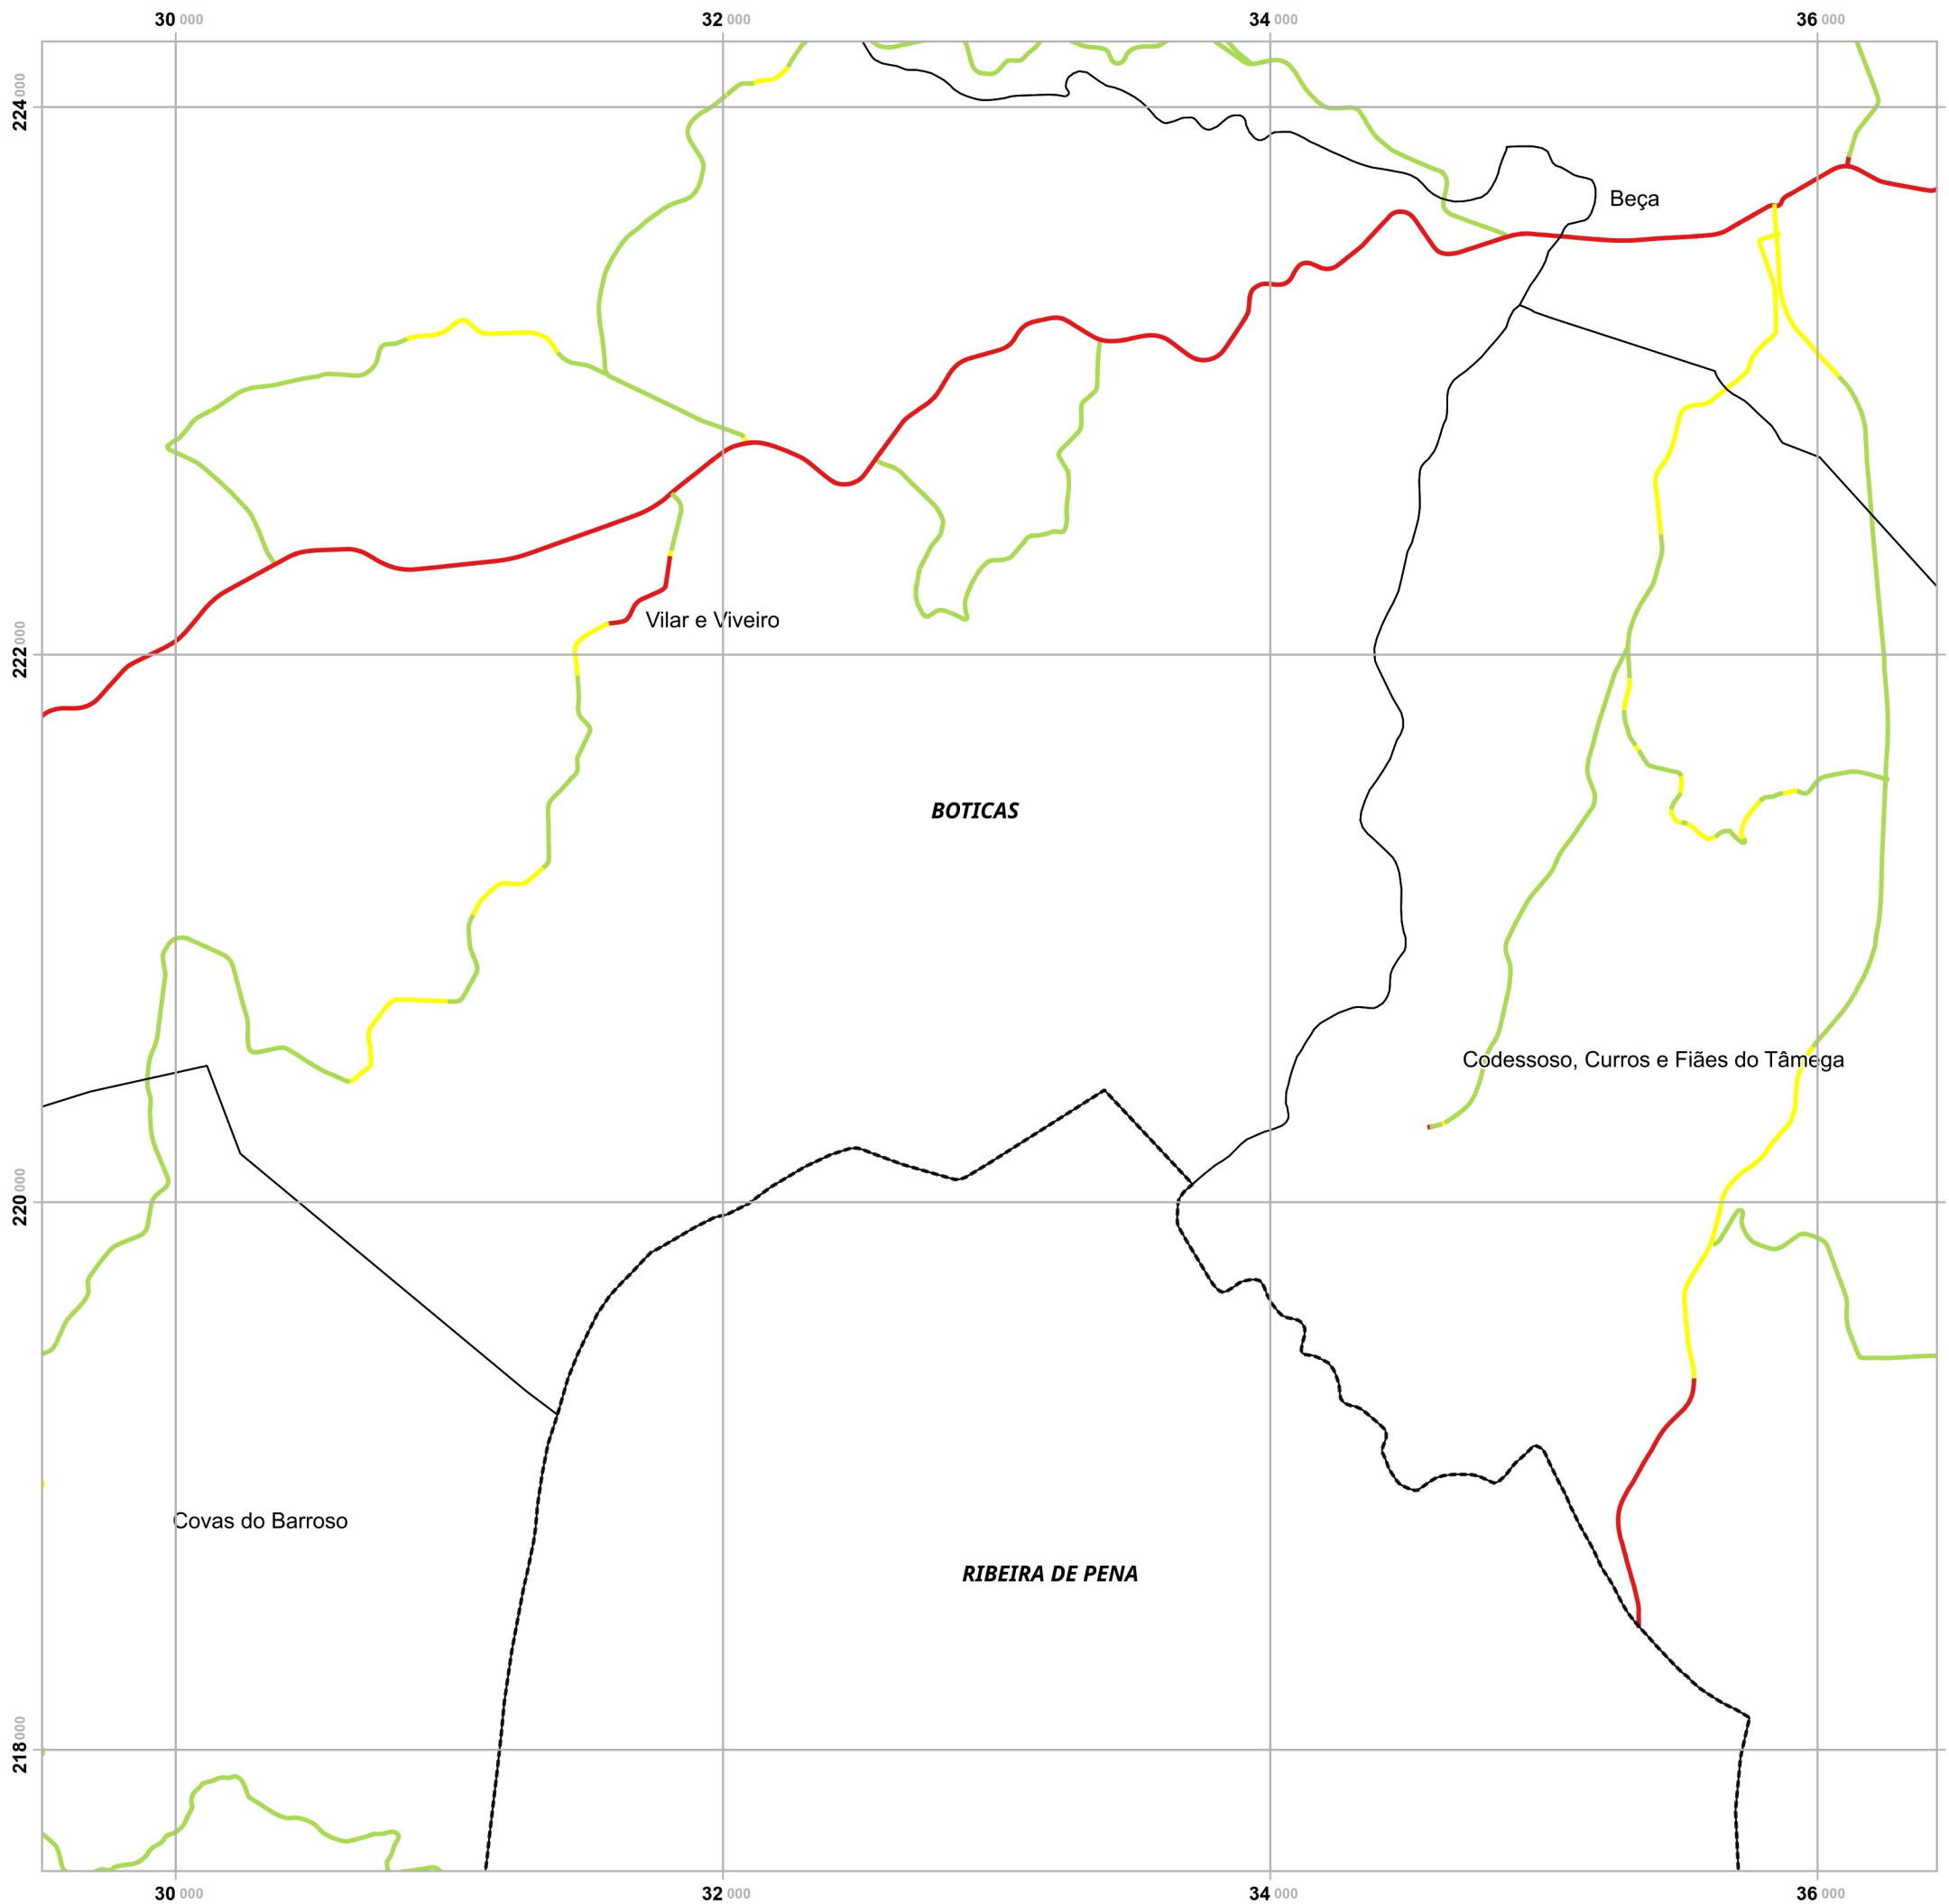 30 000 32 000 34 000 36 000
224 000
Beça
222 000
Vilar e Viveiro
BOTICAS
Codessoso, Curros e Fiães do Tâmega
220 000
Covas do Barroso
RIBEIRA DE PENA
218 000
30 000 32 000 34 000 36 000